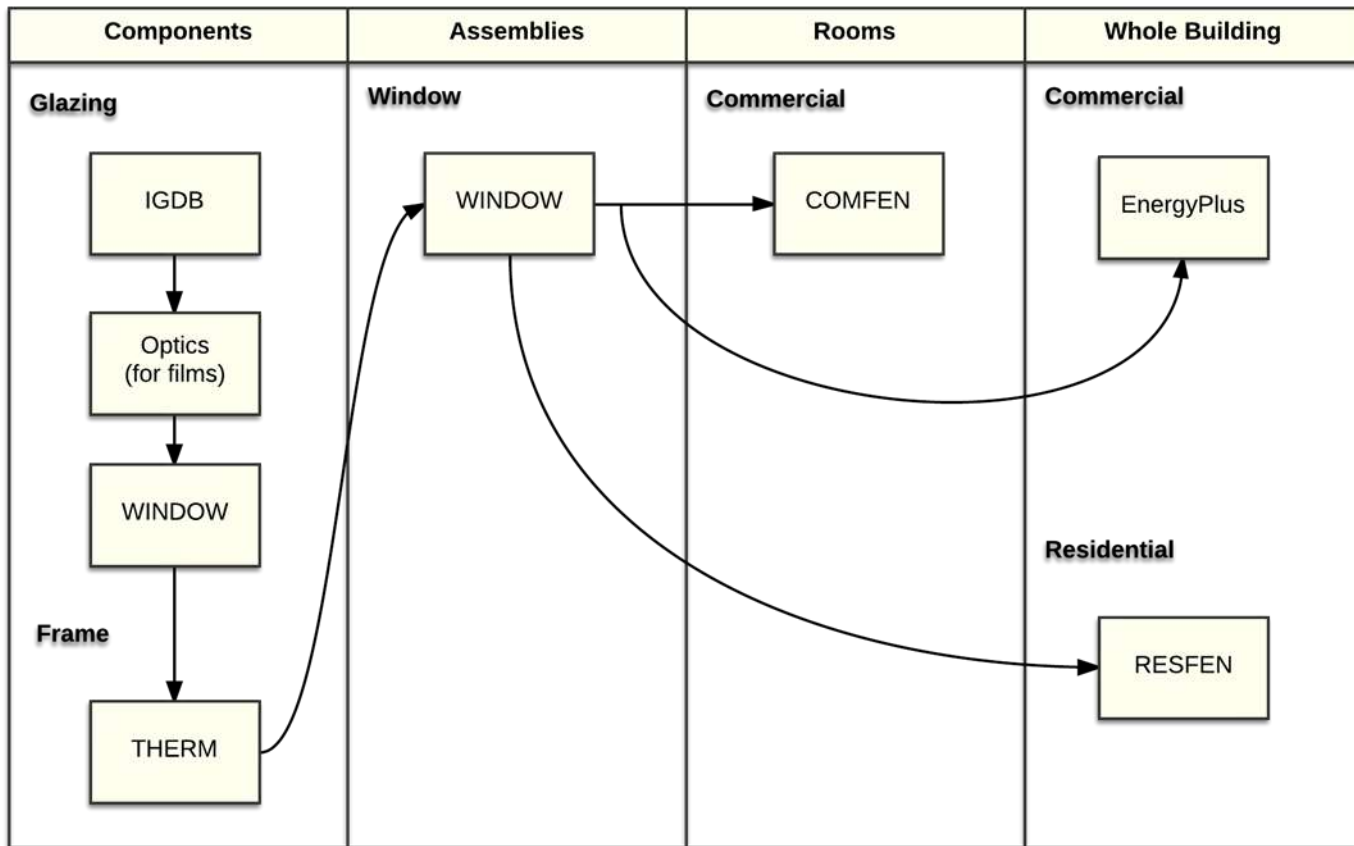 Components
Assemblies
Rooms
Whole Building
Glazing
IGDB
Optics
(for films)
WINDOW
Frame
THERM
Window
WINDOW
Commercial
COMFEN
Commercial
EnergyPlus
Residential
RESFEN